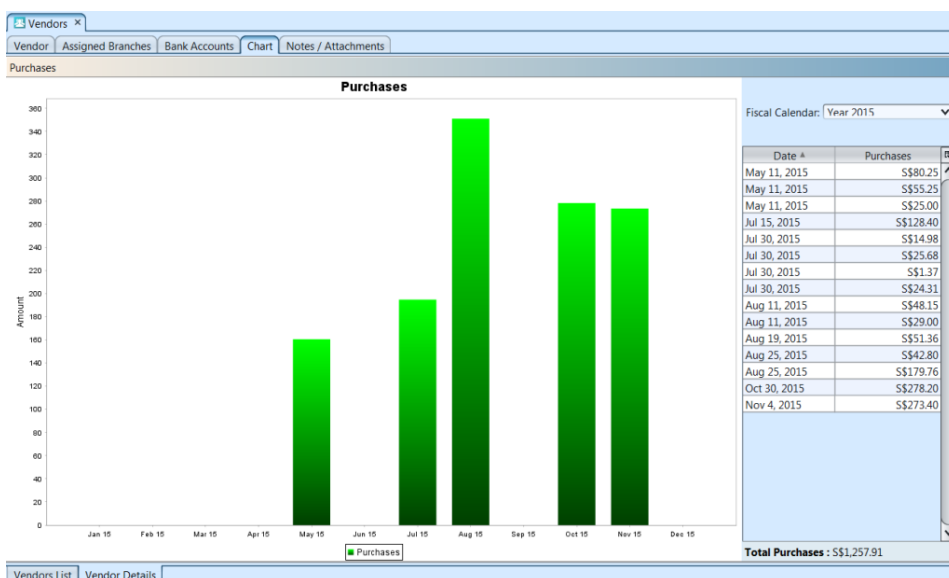 Vendors ×
Vendor Assigned Branches Bank Accounts Chart Notes / Attachments
Purchases
Purchases
Fiscal Calendar: Year 2015
Date Purchases
May 11, 2015 S$80.25
May 11, 2015 S$55.25
May 11, 2015 S$25.00
Jul 15, 2015 S$128.40
Jul 30, 2015 S$14.98
Jul 30, 2015 S$25.68
Jul 30, 2015 S$1.37
Jul 30, 2015 S$24.31
Aug 11, 2015 S$48.15
Aug 11, 2015 S$29.00
Aug 19, 2015 S$51.36
Aug 25, 2015 S$42.80
Aug 25, 2015 S$179.76
Oct 30, 2015 S$278.20
Nov 4, 2015 S$273.40
Total Purchases : S$1,257.91
Amount
360
340
320
300
280
260
240
220
200
180
160
140
120
100
80
60
40
20
0
Jan 15 Feb 15 Mar 15 Apr 15 May 15 Jun 15 Jul 15 Aug 15 Sep 15 Oct 15 Nov 15 Dec 15
Purchases
Vendors List Vendor Details